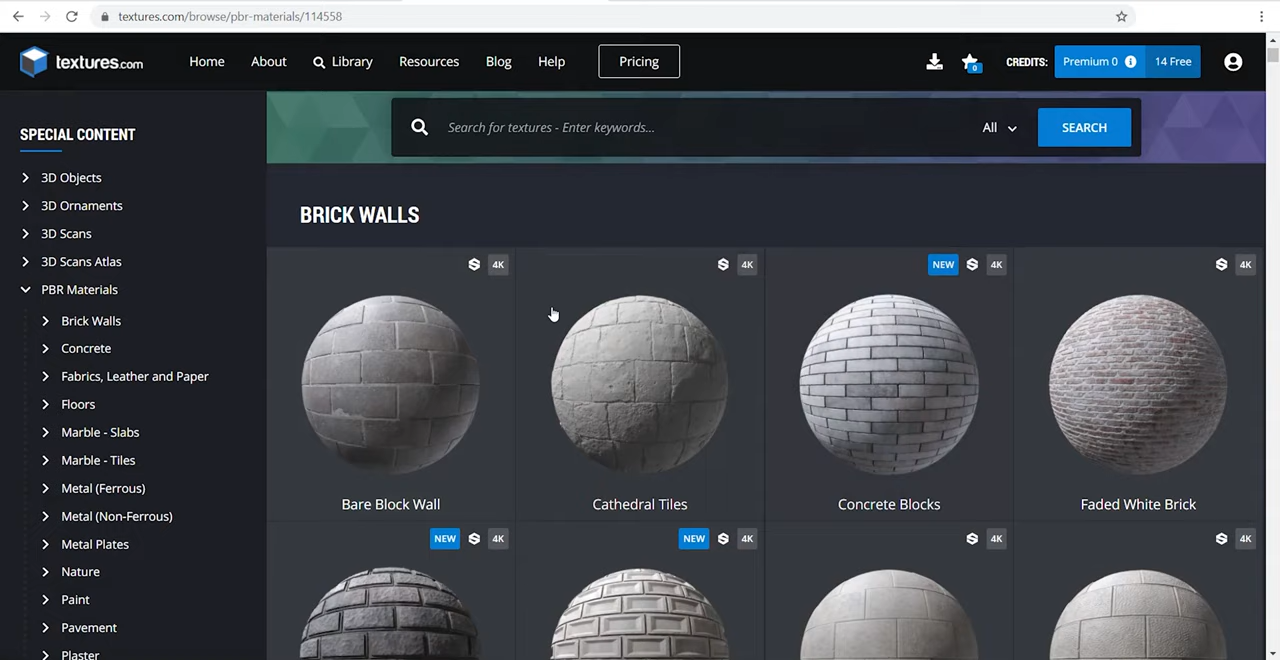 textures.com/browse/pbr-materials/114558
textures.com
Home
About
Library
Resources
Blog
Help
Pricing
0
CREDITS:
Premium 0
14 Free
SPECIAL CONTENT
3D Objects
3D Ornaments
3D Scans
3D Scans Atlas
PBR Materials
Brick Walls
Concrete
Fabrics, Leather and Paper
Floors
Marble - Slabs
Marble - Tiles
Metal (Ferrous)
Metal (Non-Ferrous)
Metal Plates
Nature
Paint
Pavement
Plaster
Search for textures - Enter keywords...
All
SEARCH
BRICK WALLS
4K
4K
NEW
4K
4K
Bare Block Wall
Cathedral Tiles
Concrete Blocks
Faded White Brick
NEW
4K
NEW
4K
4K
4K